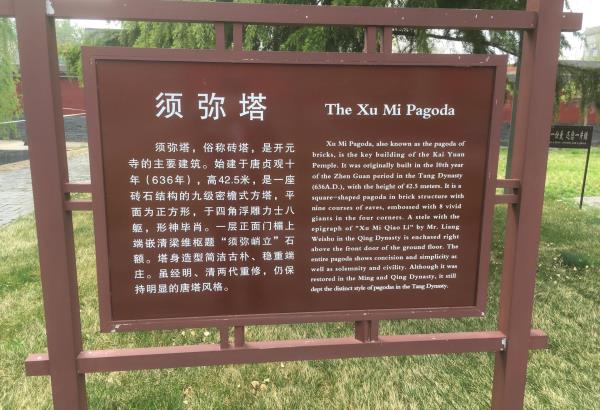 须弥塔
须弥塔，俗称砖塔，是开元
寺的主要建筑。始建于唐贞观十
年（636年），高42.5米，是一座
砖石结构的九级密檐式方塔，平
面为正方形，于四角浮雕力士八
躯，形神毕肖。一层正面门楣上
端嵌清梁维枢题“须弥峭立”石
额。塔身造型简洁古朴、稳重端
庄。虽经明、清两代重修，仍保
持明显的唐塔风格。
The Xu Mi Pagoda
Xu Mi Pagoda, also known as the pagoda of
bricks, is the key building of the Kai Yuan
Pemple. It was originally built in the 10th year
of the Zhen Guan period in the Tang Dynasty
(636A.D.), with the height of 42.5 meters. It is a
square-shaped pagoda in brick structure with
nine courses of eaves, embossed with 8 vivid
giants in the four corners. A stele with the
epigraph of "Xu Mi Qiao Li" by Mr. Liang
Weishu in the Qing Dynasty is enchased right
above the front door of the ground floor. The
entire pagoda shows concision and simplicity as
well as solemnity and civility. Although it was
restored in the Ming and Qing Dynasty, it still
dapt the distinct style of pagodas in the Tang Dynasty.